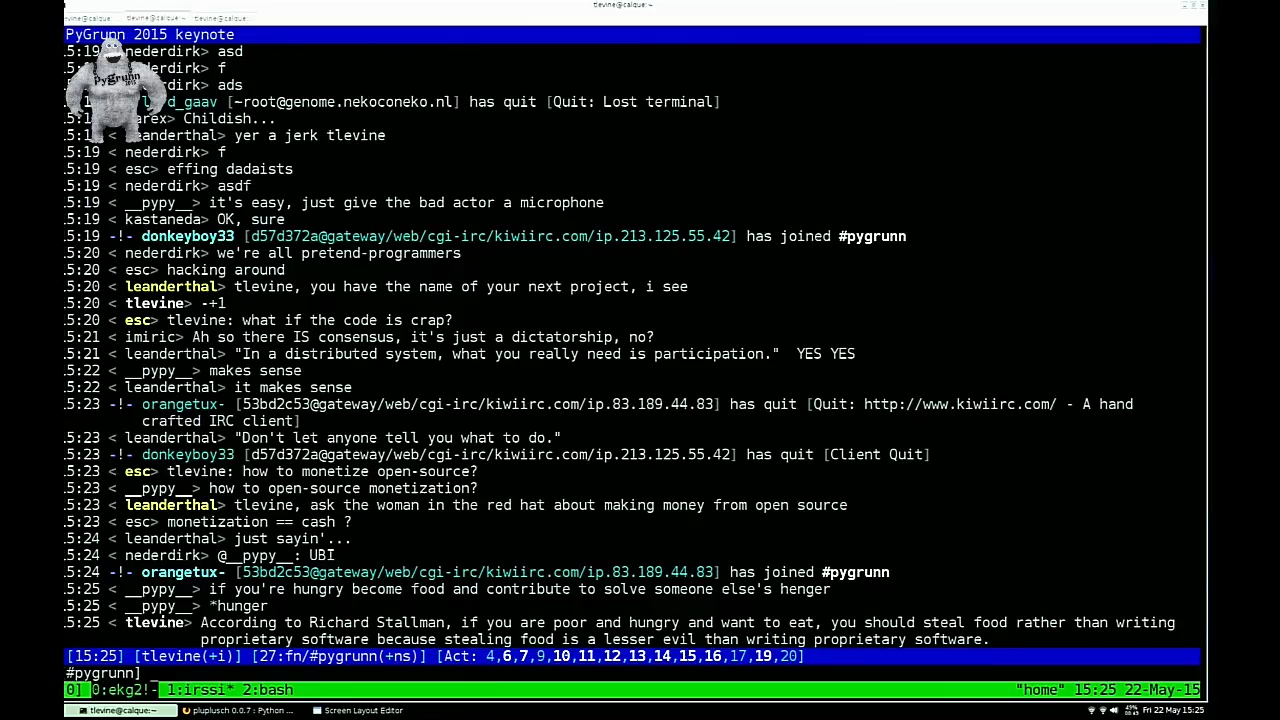 tlevine@calque:~
vine@calque tlevine@calque:~ tlevine@calque:
PyGrunn 2015 keynote
5:19 nederdirk> asd
nederdirk> f
nederdirk> ads
_gaav [~root@genome.nekoconeko.nl] has quit [Quit: Lost terminal]
arex> Childish...
leanderthal> yer a jerk tlevine
PyGrunn 2015
5:19 < nederdirk> f
5:19 < esc> effing dadaists
5:19 < nederdirk> asdf
5:19 < __pypy__> it's easy, just give the bad actor a microphone
5:19 < kastaneda> OK, sure
5:19 -!- donkeyboy33 [d57d372a@gateway/web/cgi-irc/kiwiirc.com/ip.213.125.55.42] has joined #pygrunn
5:20 < nederdirk> we're all pretend-programmers
5:20 < esc> hacking around
5:20 < leanderthal> tlevine, you have the name of your next project, i see
5:20 < tlevine> -+1
5:20 < esc> tlevine: what if the code is crap?
5:21 < imiric> Ah so there IS consensus, it's just a dictatorship, no?
5:21 < leanderthal> "In a distributed system, what you really need is participation."  YES YES
5:22 < __pypy__> makes sense
5:22 < leanderthal> it makes sense
5:23 -!- orangetux- [53bd2c53@gateway/web/cgi-irc/kiwiirc.com/ip.83.189.44.83] has quit [Quit: http://www.kiwiirc.com/ - A hand
crafted IRC client]
5:23 < leanderthal> "Don't let anyone tell you what to do."
5:23 -!- donkeyboy33 [d57d372a@gateway/web/cgi-irc/kiwiirc.com/ip.213.125.55.42] has quit [Client Quit]
5:23 < esc> tlevine: how to monetize open-source?
5:23 < __pypy__> how to open-source monetization?
5:23 < leanderthal> tlevine, ask the woman in the red hat about making money from open source
5:23 < esc> monetization == cash ?
5:24 < leanderthal> just sayin'...
5:24 < nederdirk> @__pypy__: UBI
5:24 -!- orangetux- [53bd2c53@gateway/web/cgi-irc/kiwiirc.com/ip.83.189.44.83] has joined #pygrunn
5:25 < __pypy__> if you're hungry become food and contribute to solve someone else's henger
5:25 < __pypy__> *hunger
5:25 < tlevine> According to Richard Stallman, if you are poor and hungry and want to eat, you should steal food rather than writing
proprietary software because stealing food is a lesser evil than writing proprietary software.
[15:25] [tlevine(+i)] [27:fn/#pygrunn(+ns)] [Act: 4,6,7,9,10,11,12,13,14,15,16,17,19,20]
#pygrunn] _
0] 0:ekg2!- 1:irssi* 2:bash "home" 15:25 22-May-15
tlevine@calque:~ pluplusch 0.0.7 : Python ... Screen Layout Editor Fri 22 May 15:25